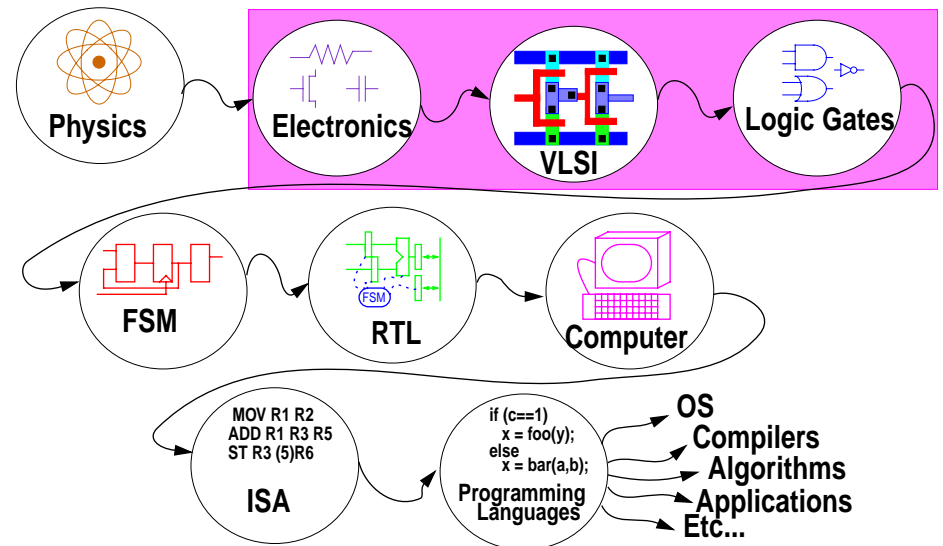 Physics
Electronics
VLSI
Logic Gates
FSM
FSM
RTL
Computer
MOV R1 R2
ADD R1 R3 R5
ST R3 (5)R6
ISA
if (c==1)
x = foo(y);
else
x = bar(a,b);
Programming
Languages
OS
Compilers
Algorithms
Applications
Etc...